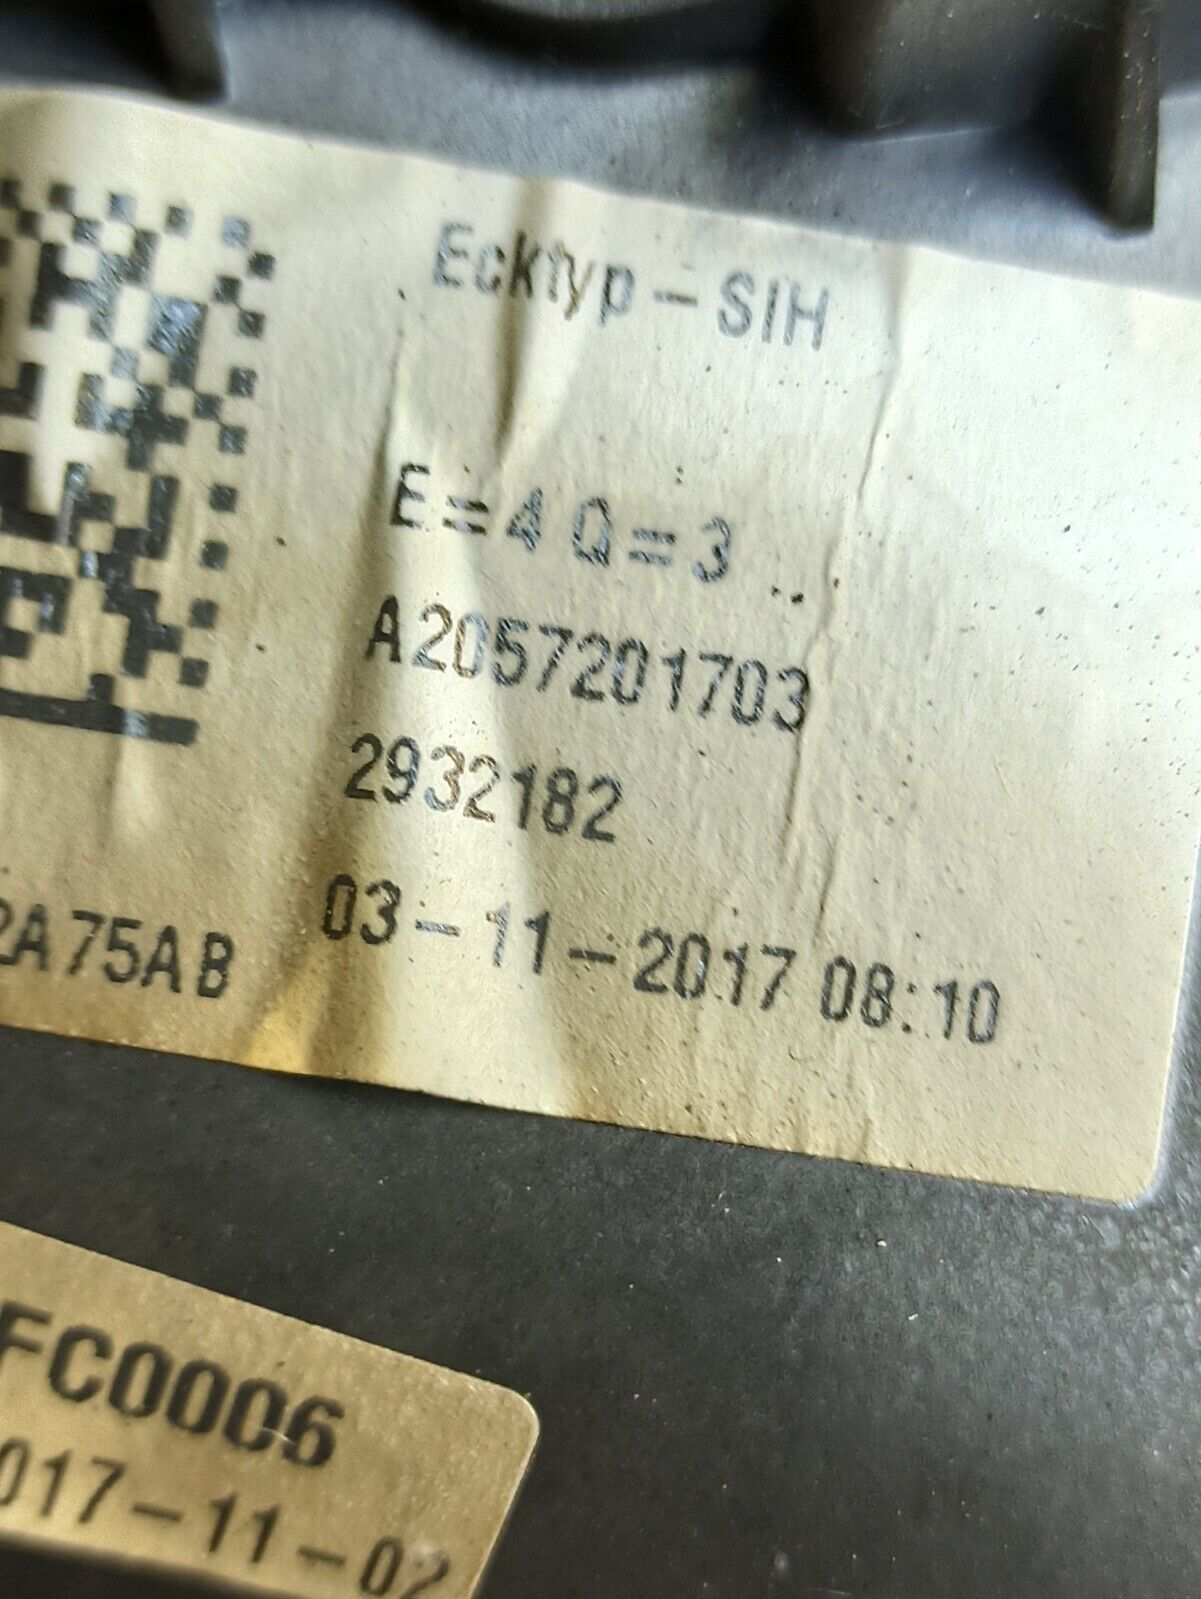 Ecktyp-SIH
E=4 Q=3
A2057201703
2932182
2A75AB
03-11-2017 08:10
FC0006
017-11-02